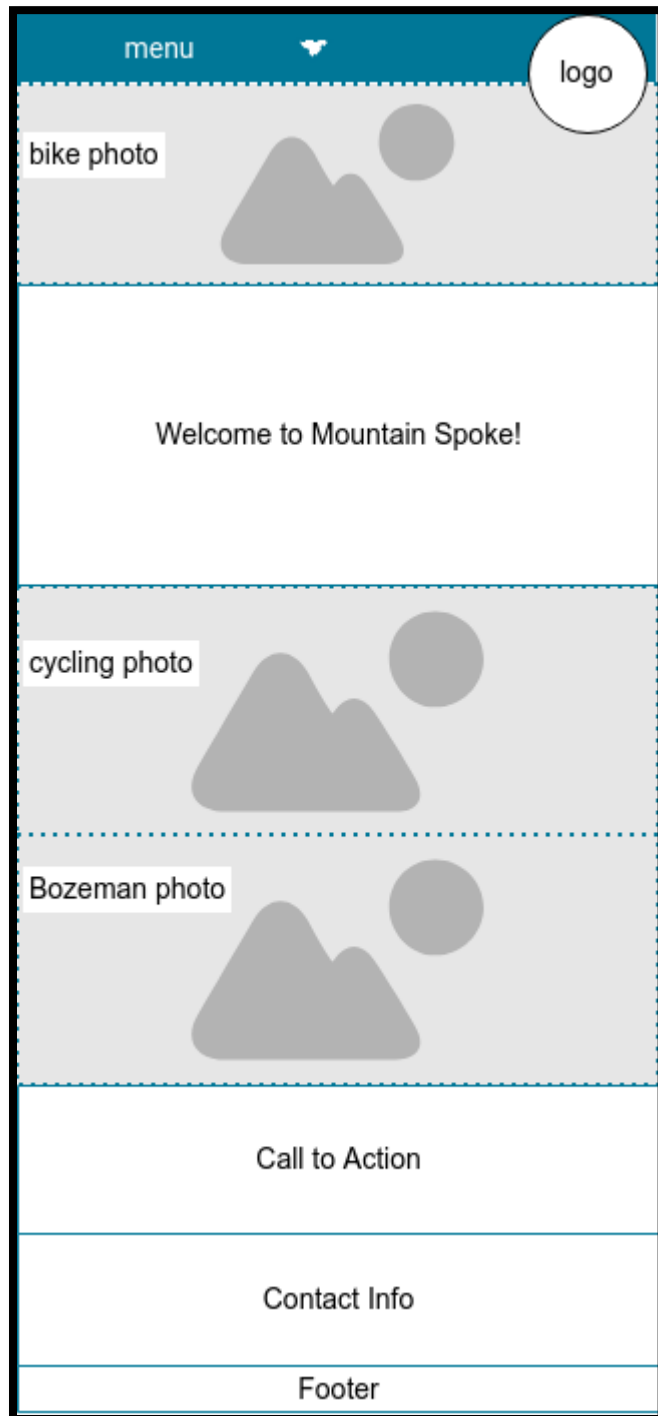 menu
logo
bike photo
Welcome to Mountain Spoke!
cycling photo
Bozeman photo
Call to Action
Contact Info
Footer